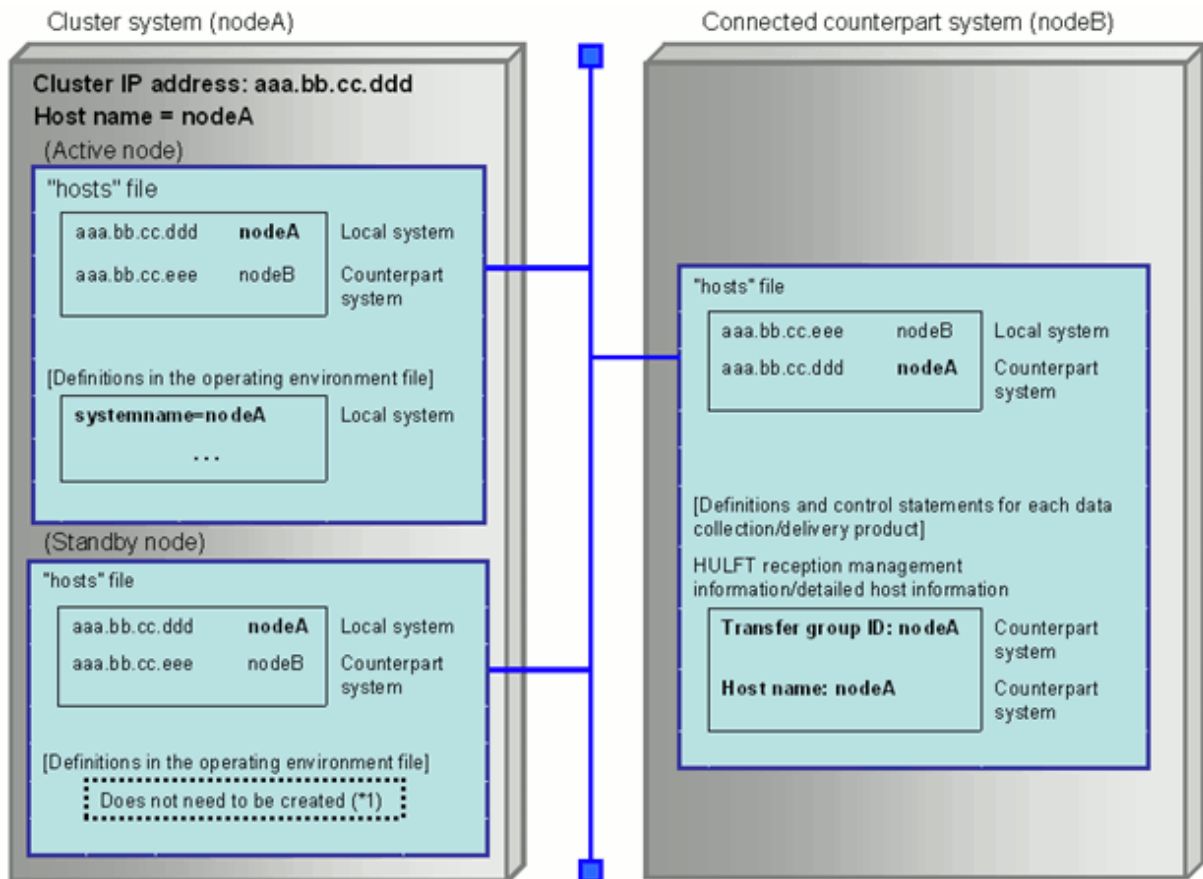 Cluster system (nodeA)
Cluster IP address: aaa.bb.cc.ddd
Host name = nodeA
(Active node)
"hosts" file
aaa.bb.cc.ddd nodeA Local system
aaa.bb.cc.eee nodeB Counterpart
system
[Definitions in the operating environment file]
systemname=nodeA Local system
...
(Standby node)
"hosts" file
aaa.bb.cc.ddd nodeA Local system
aaa.bb.cc.eee nodeB Counterpart
system
[Definitions in the operating environment file]
Does not need to be created (*1)
Connected counterpart system (nodeB)
"hosts" file
aaa.bb.cc.eee nodeB Local system
aaa.bb.cc.ddd nodeA Counterpart
system
[Definitions and control statements for each data
collection/delivery product]
HULFT reception management
information/detailed host information
Transfer group ID: nodeA Counterpart
system
Host name: nodeA Counterpart
system